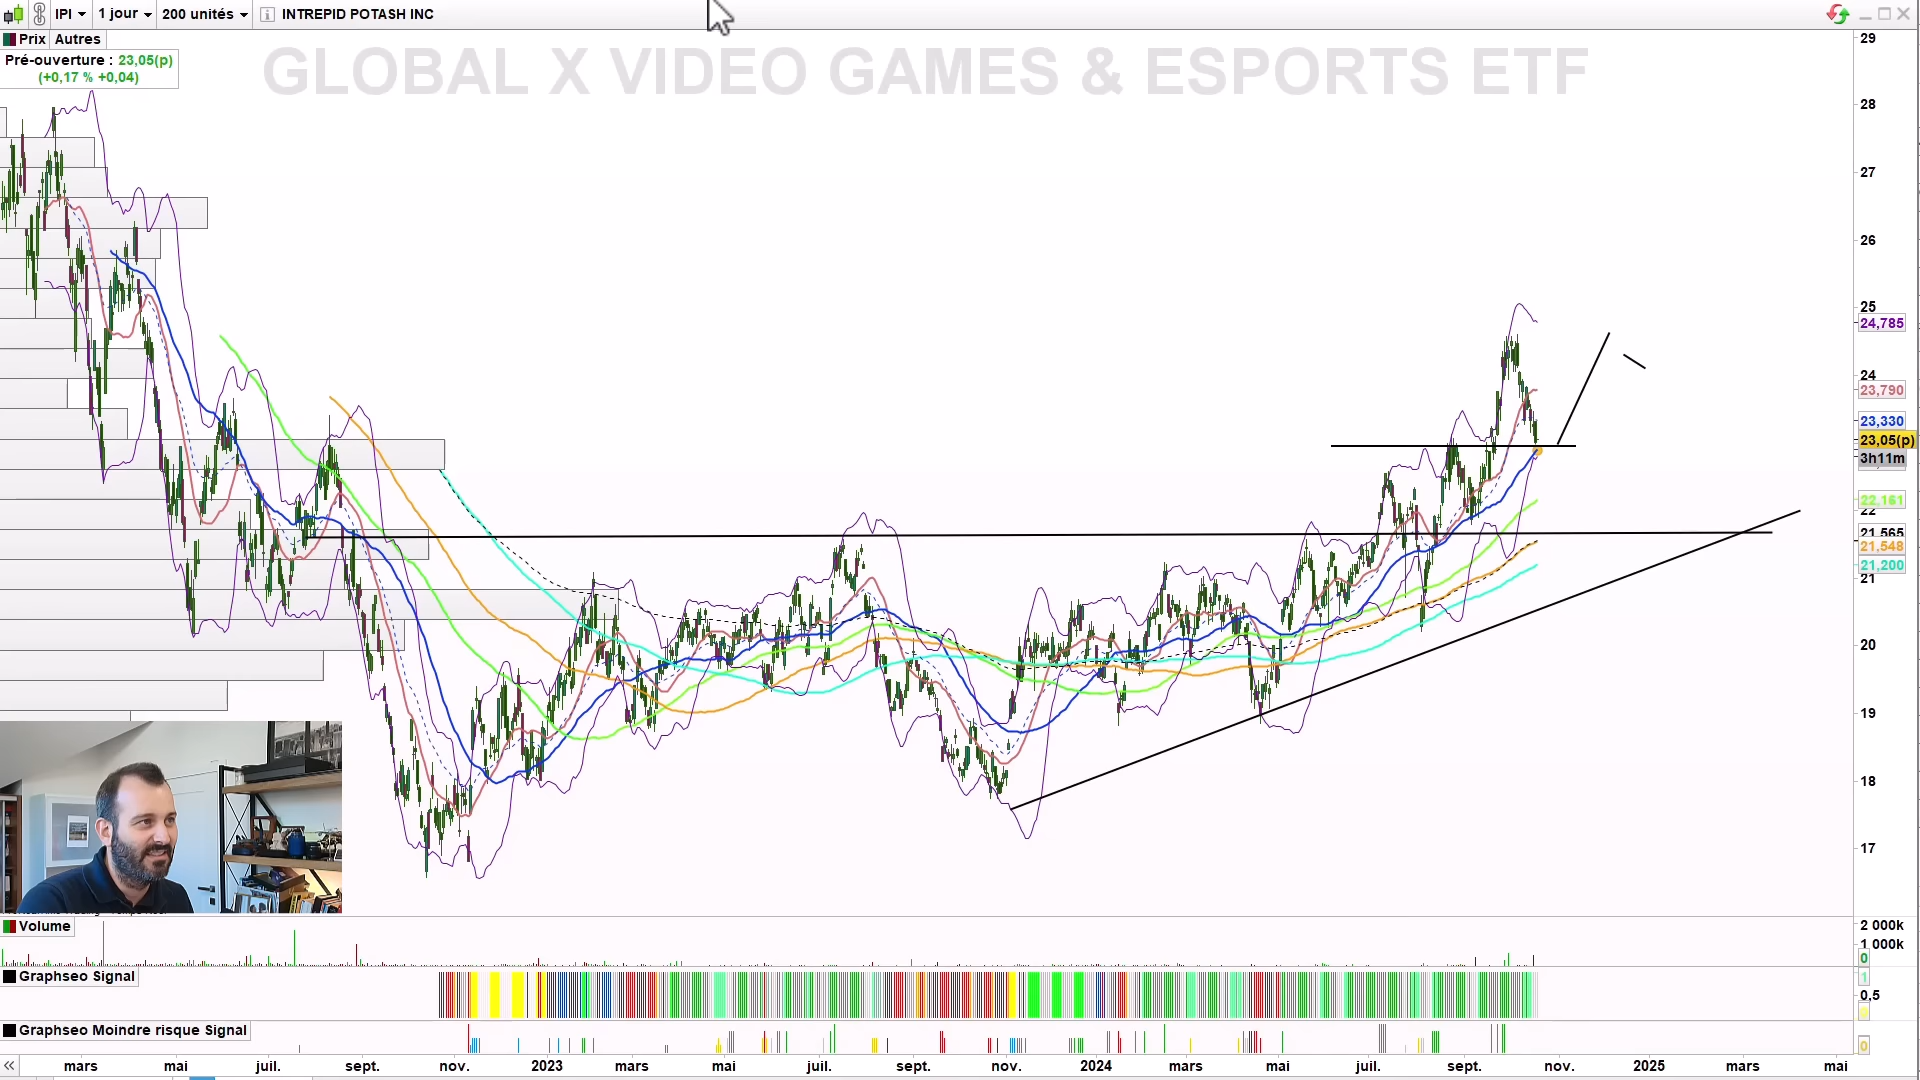 IPI 1 jour 200 unités INTREPID POTASH INC
Prix Autres
Pré-ouverture : 23,05(p)
(+0,17 % +0,04)
GLOBAL X VIDEO GAMES & ESPORTS ETF
29
28
27
26
25
24,785
24
23,790
23,330
23,05(p)
3h11m
22,161
22
21,565
21,548
21,200
21
20
19
18
17
Volume
2 000k
1 000k
0
Graphseo Signal
1
0,5
Graphseo Moindre risque Signal
0
mars mai juil. sept. nov. 2023 mars mai juil. sept. nov. 2024 mars mai juil. sept. nov. 2025 mars mai